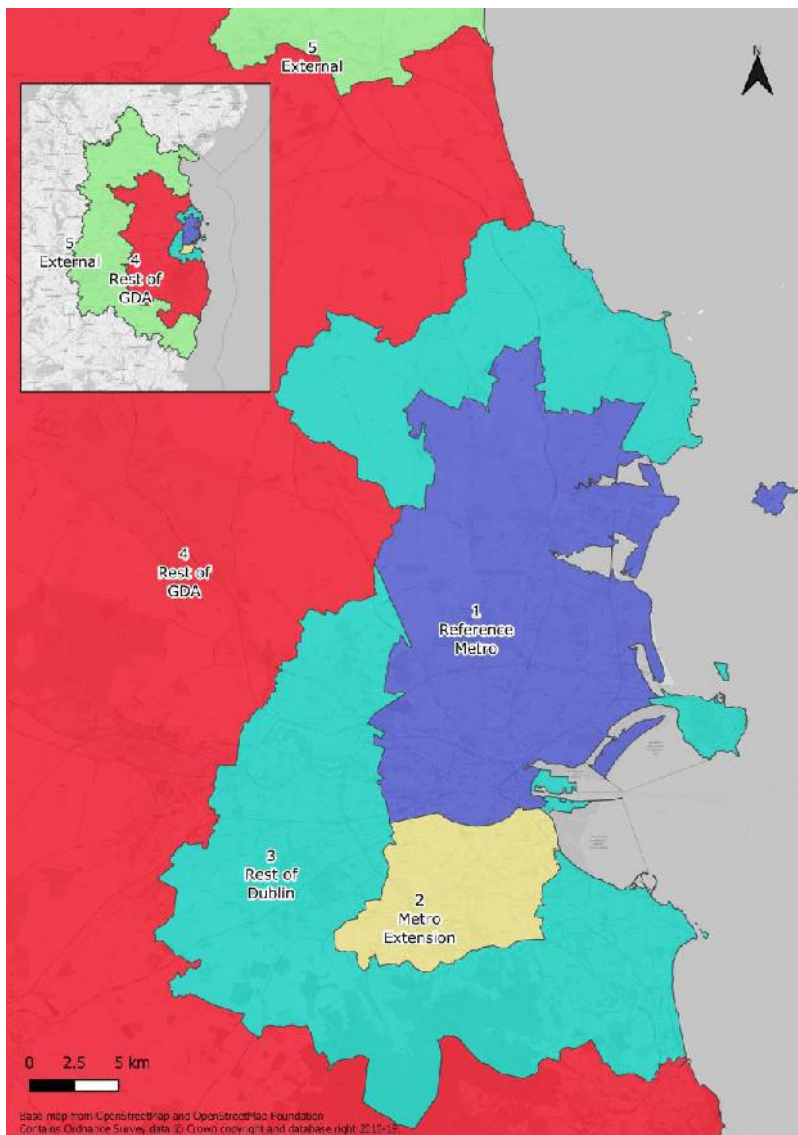 5
External
N
5
External
4
Rest of
GDA
4
Rest of
GDA
1
Reference
Metro
3
Rest of
Dublin
2
Metro
Extension
0 2.5 5 km
Base map from OpenStreetMap and OpenStreetMap Foundation
Contains Ordnance Survey data © Crown copyright and database right 2010-19.